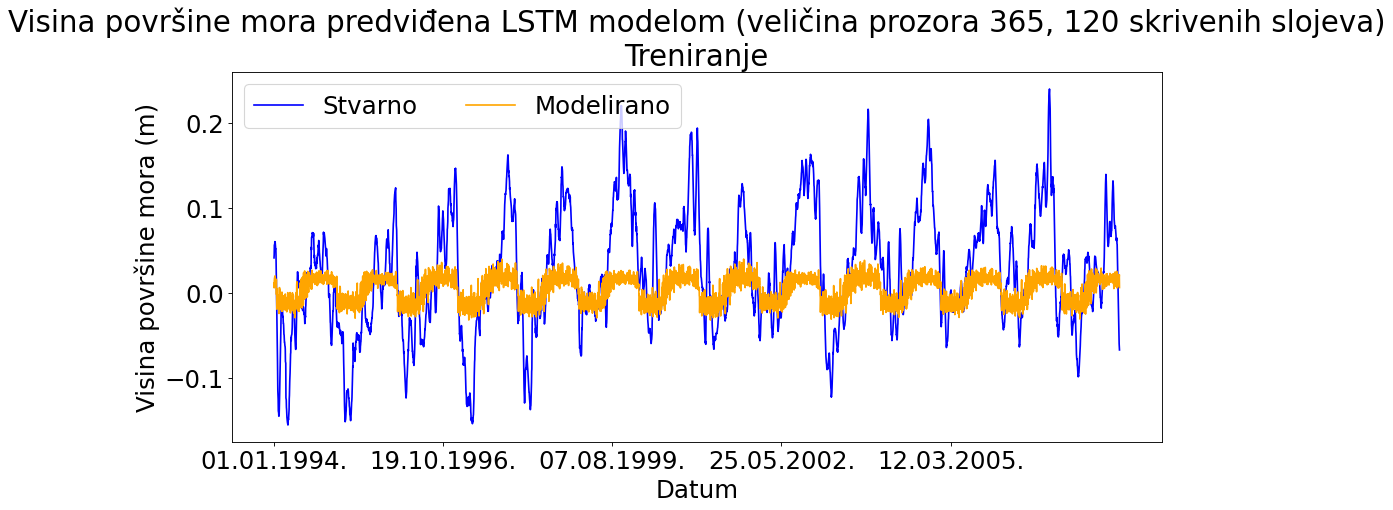 Visina površine mora predviđena LSTM modelom (veličina prozora 365, 120 skrivenih slojeva)
Treniranje
Stvarno Modelirano
Visina površine mora (m)
0.2
0.1
0.0
−0.1
01.01.1994. 19.10.1996. 07.08.1999. 25.05.2002. 12.03.2005.
Datum